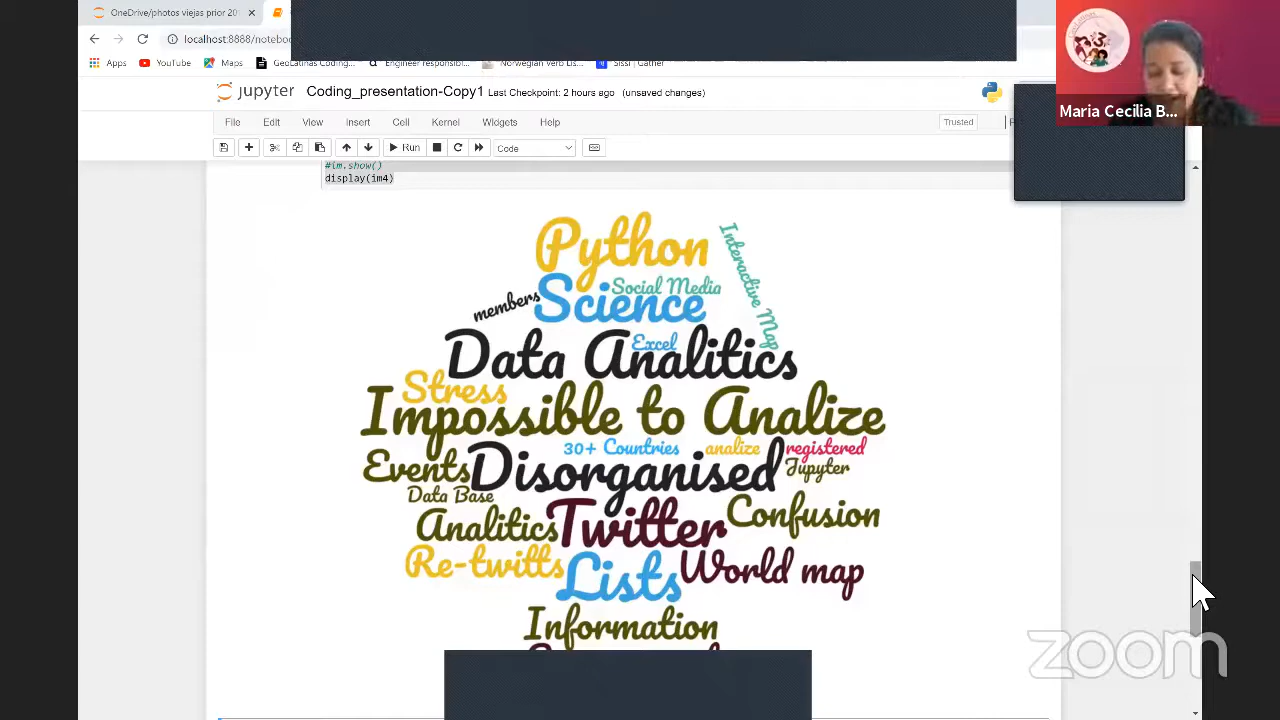 OneDrive/photos viejas prior 20
localhost:8888/notebo
Apps YouTube Maps GeoLatinas Coding... Engineer responsibl... Norwegian Verb Lis... Sissi | Gather
jupyter Coding_presentation-Copy1 Last Checkpoint: 2 hours ago (unsaved changes)
File Edit View Insert Cell Kernel Widgets Help Trusted
Run Code
Maria Cecilia B...
#im.show()
display(im4)
Python
Interactive Map
Social Media
members
Science
Excel
Data Analitics
Stress
Impossible to Analize
30+ Countries
analize
registered
Events
Disorganised
Jupyter
Data Base
Analitics
Twitter
Confusion
Re-twitts
Lists
World map
Information
zoom